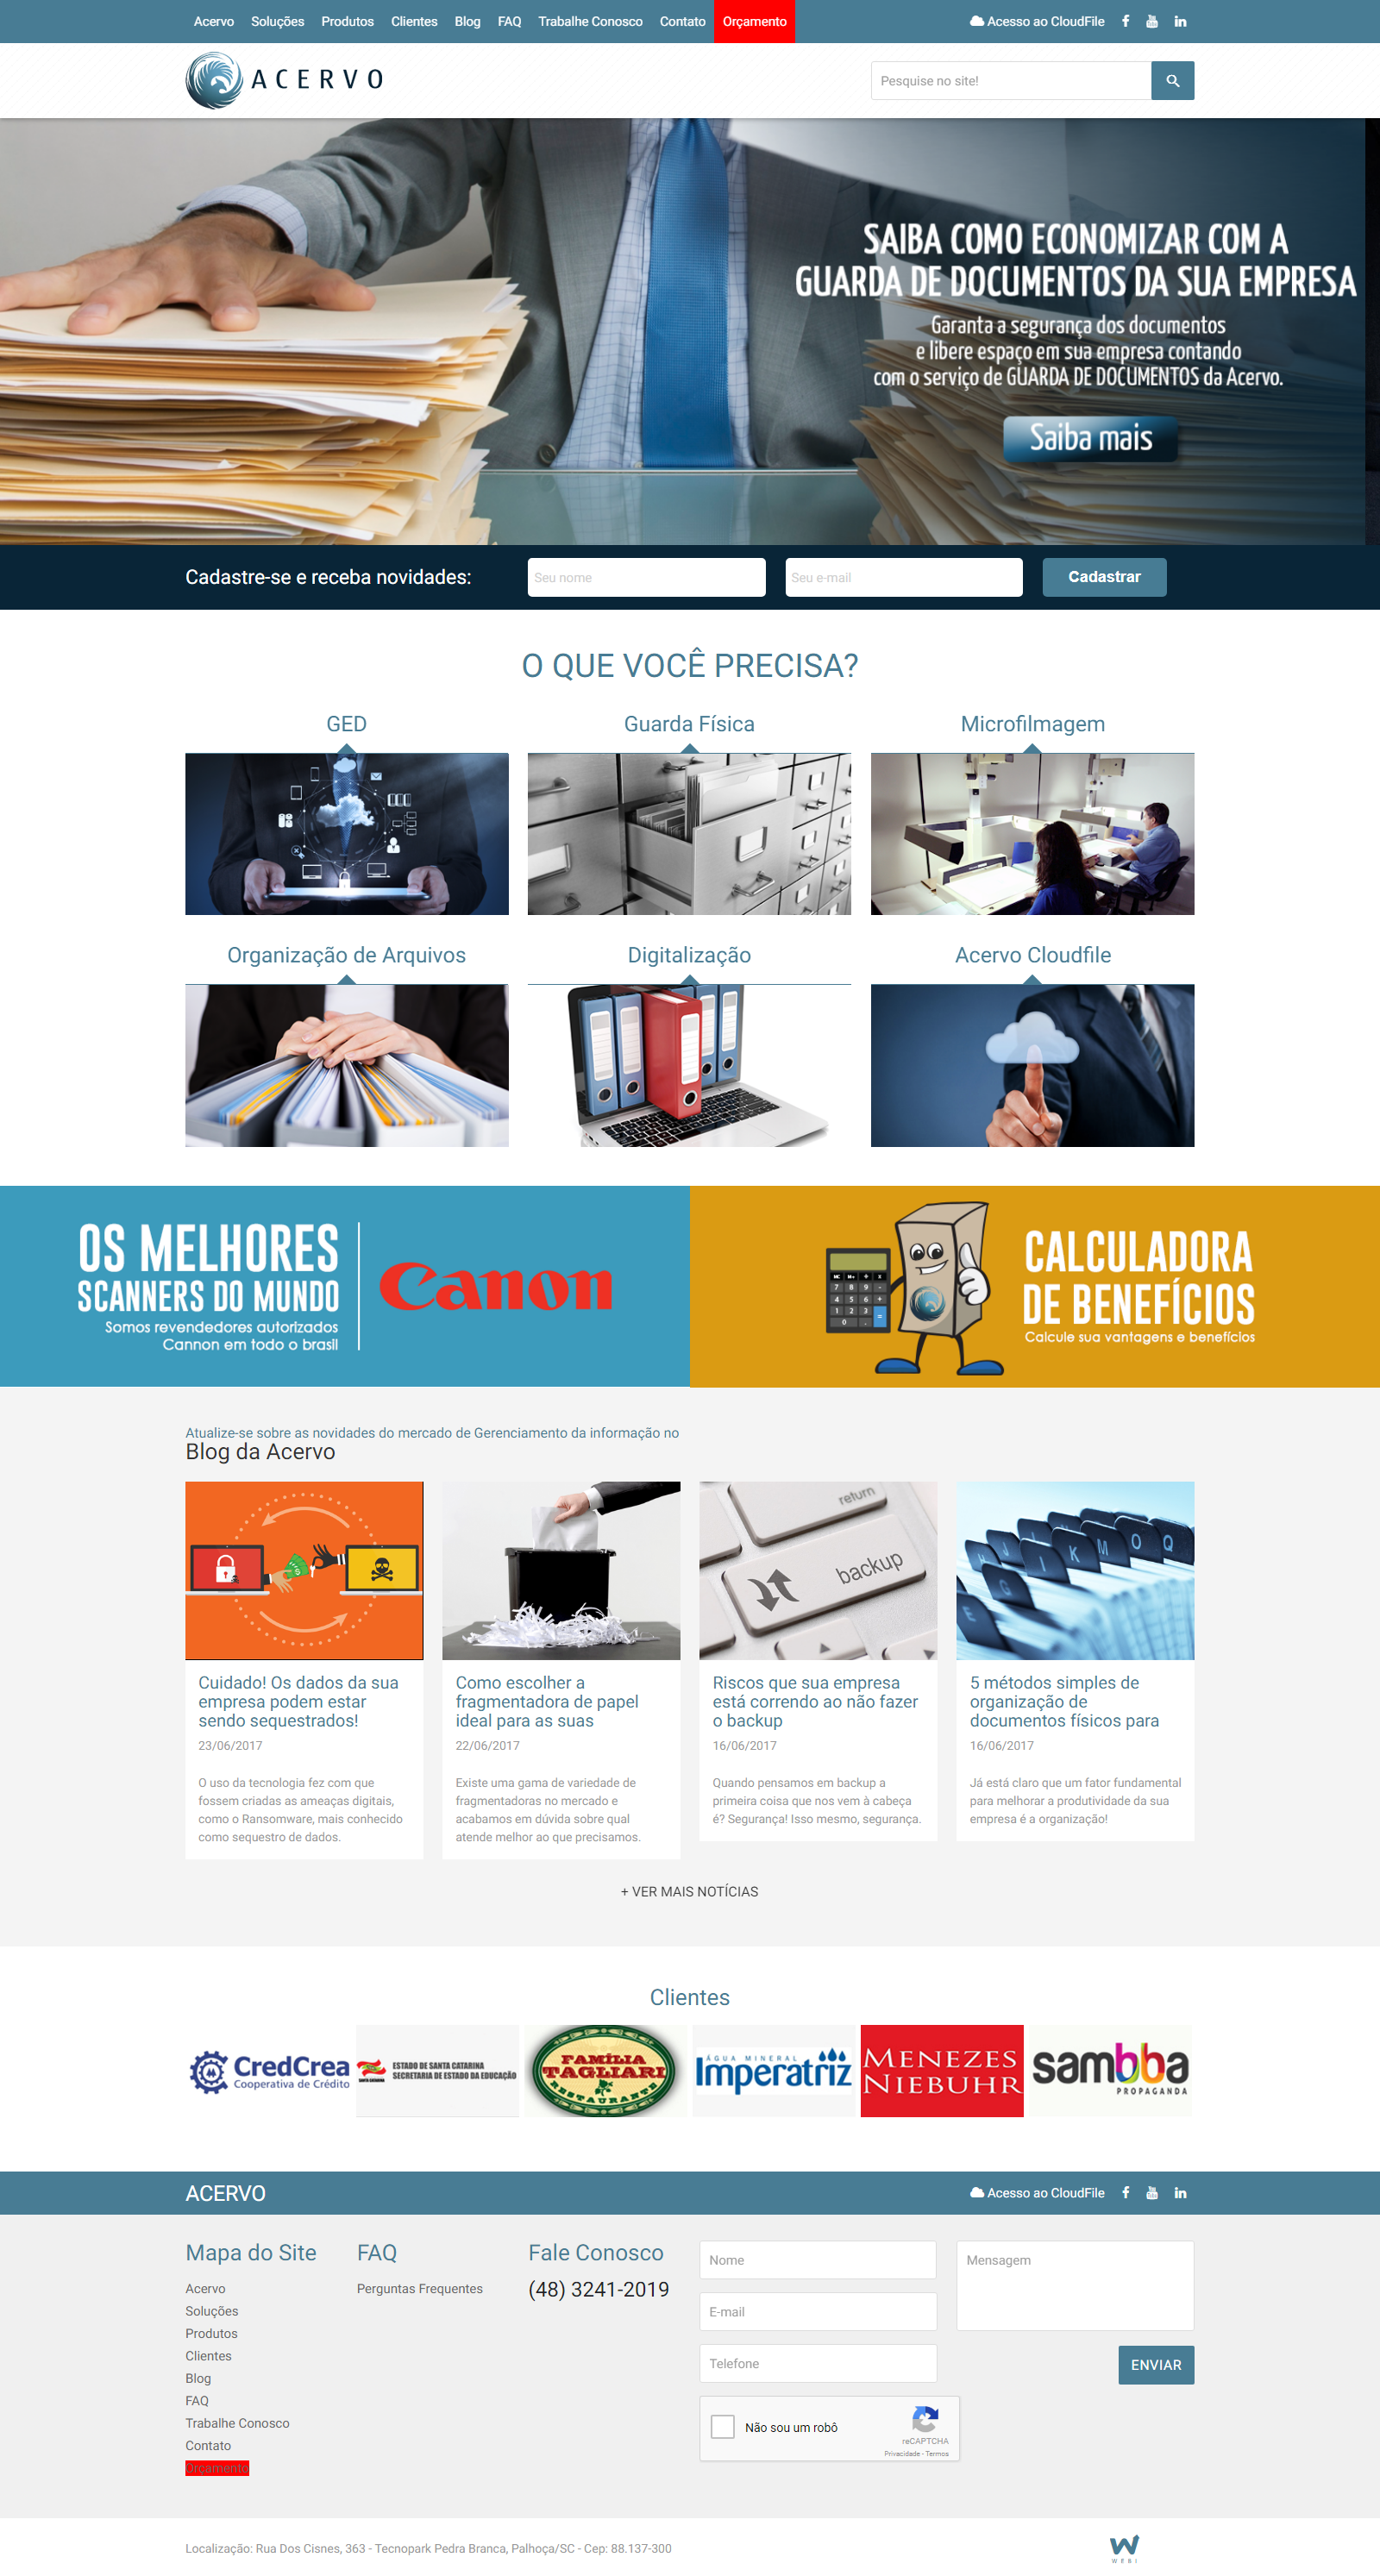 Acervo Soluções Produtos Clientes Blog FAQ Trabalhe Conosco Contato Orçamento Acesso ao CloudFile
ACERVO
Pesquise no site!
SAIBA COMO ECONOMIZAR COM A
GUARDA DE DOCUMENTOS DA SUA EMPRESA
Garanta a segurança dos documentos
e libere espaço em sua empresa contando
com o serviço de GUARDA DE DOCUMENTOS da Acervo.
Saiba mais
Cadastre-se e receba novidades:
Seu nome
Seu e-mail
Cadastrar
O QUE VOCÊ PRECISA?
GED
Guarda Física
Microfilmagem
Organização de Arquivos
Digitalização
Acervo Cloudfile
OS MELHORES
SCANNERS DO MUNDO
Somos revendedores autorizados
Cannon em todo o brasil
Canon
CALCULADORA
DE BENEFÍCIOS
Calcule sua vantagens e benefícios
Atualize-se sobre as novidades do mercado de Gerenciamento da informação no
Blog da Acervo
return
backup
E J I K M O Q
Cuidado! Os dados da sua
empresa podem estar
sendo sequestrados!
23/06/2017
O uso da tecnologia fez com que
fossem criadas as ameaças digitais,
como o Ransomware, mais conhecido
como sequestro de dados.
Como escolher a
fragmentadora de papel
ideal para as suas
22/06/2017
Existe uma gama de variedade de
fragmentadoras no mercado e
acabamos em dúvida sobre qual
atende melhor ao que precisamos.
Riscos que sua empresa
está correndo ao não fazer
o backup
16/06/2017
Quando pensamos em backup a
primeira coisa que nos vem à cabeça
é? Segurança! Isso mesmo, segurança.
5 métodos simples de
organização de
documentos físicos para
16/06/2017
Já está claro que um fator fundamental
para melhorar a produtividade da sua
empresa é a organização!
+ VER MAIS NOTÍCIAS
Clientes
CredCrea
Cooperativa de Crédito
SANTA CATARINA
ESTADO DE SANTA CATARINA
SECRETARIA DE ESTADO DA EDUCAÇÃO
FAMÍLIA
TAGLIARI
RESTAURANTE
ÁGUA MINERAL
Imperatriz
MENEZES
NIEBUHR
sambba
PROPAGANDA
ACERVO
Acesso ao CloudFile
Mapa do Site
Acervo
Soluções
Produtos
Clientes
Blog
FAQ
Trabalhe Conosco
Contato
Orçamento
FAQ
Perguntas Frequentes
Fale Conosco
(48) 3241-2019
Nome
E-mail
Telefone
Mensagem
ENVIAR
Não sou um robô
reCAPTCHA
Privacidade - Termos
Localização: Rua Dos Cisnes, 363 - Tecnopark Pedra Branca, Palhoça/SC - Cep: 88.137-300
WEBI